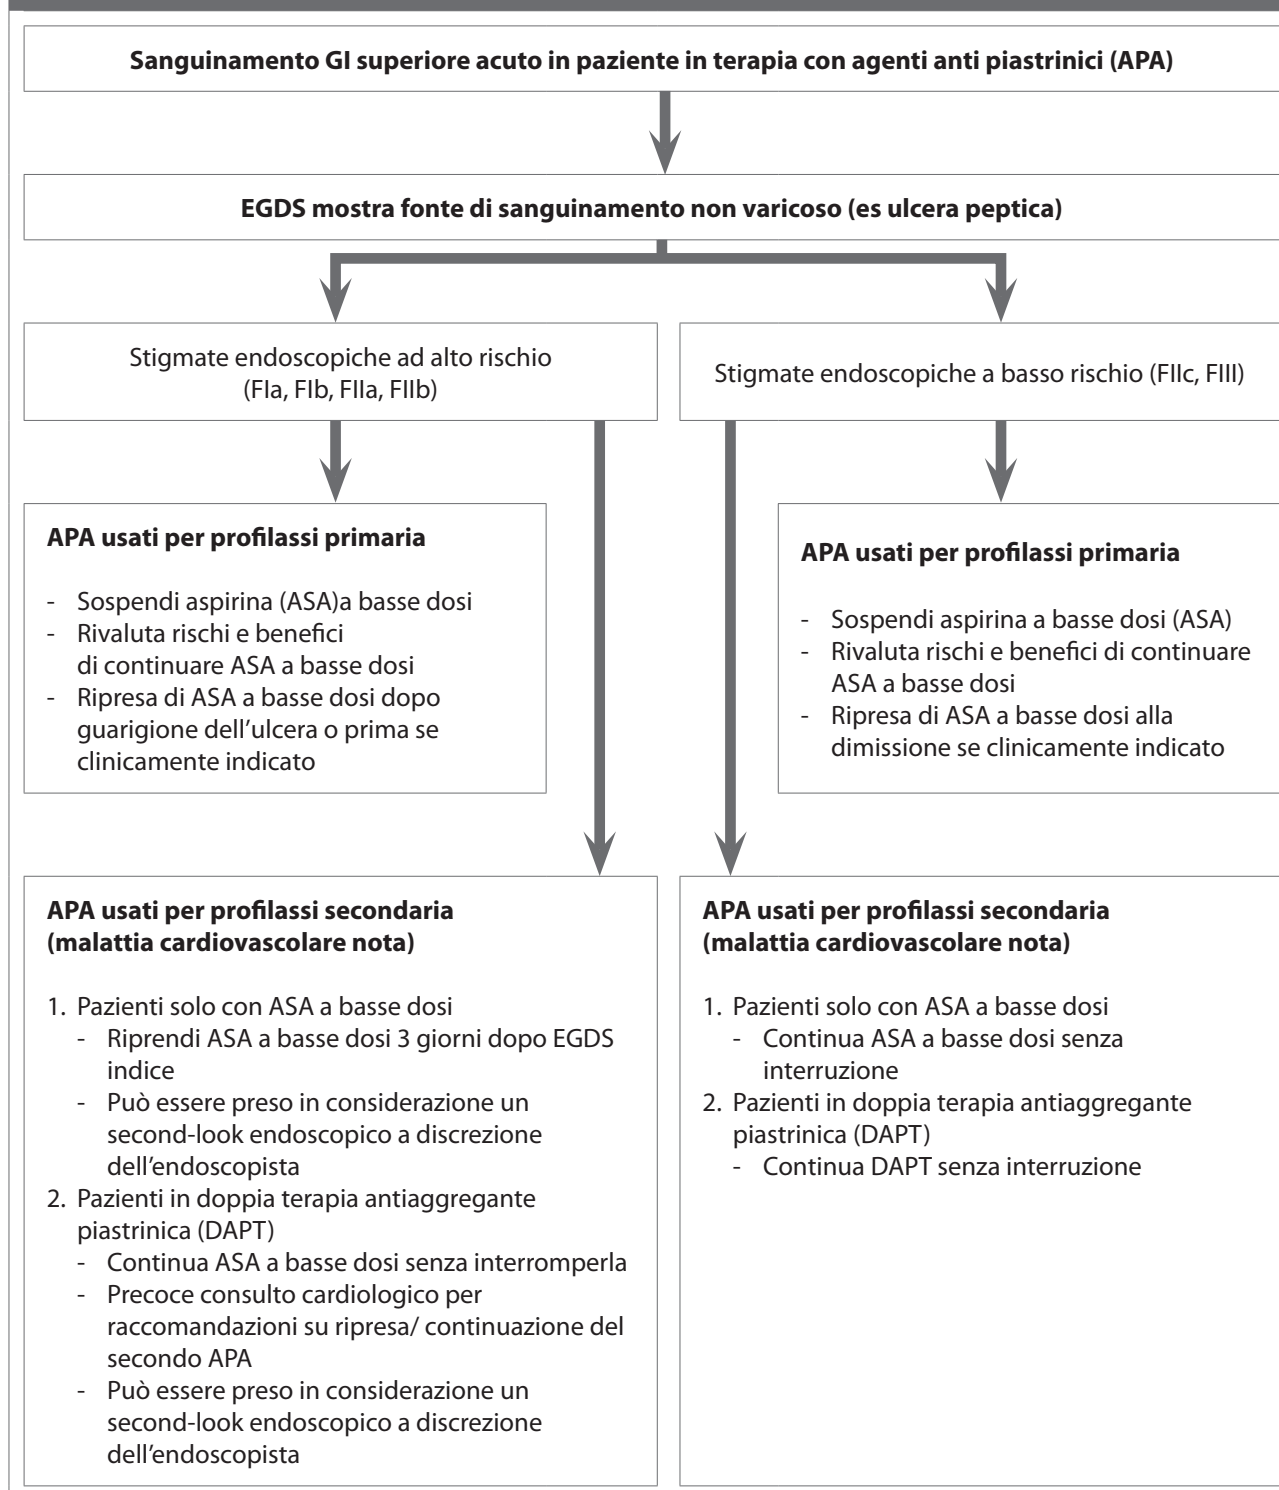 Sanguinamento GI superiore acuto in paziente in terapia con agenti anti piastrinici (APA)
EGDS mostra fonte di sanguinamento non varicoso (es ulcera peptica)
Stigmate endoscopiche ad alto rischio
(FIa, FIb, FIIa, FIIb)
Stigmate endoscopiche a basso rischio (FIIc, FIII)
APA usati per profilassi primaria
- Sospendi aspirina (ASA)a basse dosi
- Rivaluta rischi e benefici
di continuare ASA a basse dosi
- Ripresa di ASA a basse dosi dopo
guarigione dell'ulcera o prima se
clinicamente indicato
APA usati per profilassi primaria
- Sospendi aspirina a basse dosi (ASA)
- Rivaluta rischi e benefici di continuare
ASA a basse dosi
- Ripresa di ASA a basse dosi alla
dimissione se clinicamente indicato
APA usati per profilassi secondaria
(malattia cardiovascolare nota)
1. Pazienti solo con ASA a basse dosi
- Riprendi ASA a basse dosi 3 giorni dopo EGDS
indice
- Può essere preso in considerazione un
second-look endoscopico a discrezione
dell'endoscopista
2. Pazienti in doppia terapia antiaggregante
piastrinica (DAPT)
- Continua ASA a basse dosi senza interromperla
- Precoce consulto cardiologico per
raccomandazioni su ripresa/ continuazione del
secondo APA
- Può essere preso in considerazione un
second-look endoscopico a discrezione
dell'endoscopista
APA usati per profilassi secondaria
(malattia cardiovascolare nota)
1. Pazienti solo con ASA a basse dosi
- Continua ASA a basse dosi senza
interruzione
2. Pazienti in doppia terapia antiaggregante
piastrinica (DAPT)
- Continua DAPT senza interruzione